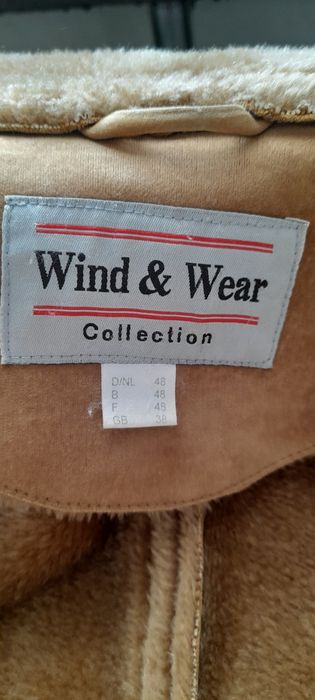 Wind & Wear
Collection
D/NL 48
B 48
F 48
GB 38